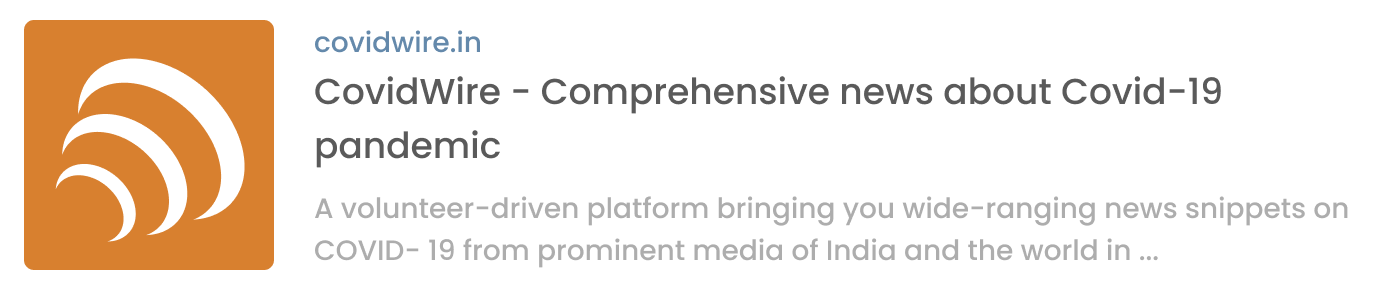 covidwire.in
CovidWire - Comprehensive news about Covid-19
pandemic
A volunteer-driven platform bringing you wide-ranging news snippets on
COVID- 19 from prominent media of India and the world in ...